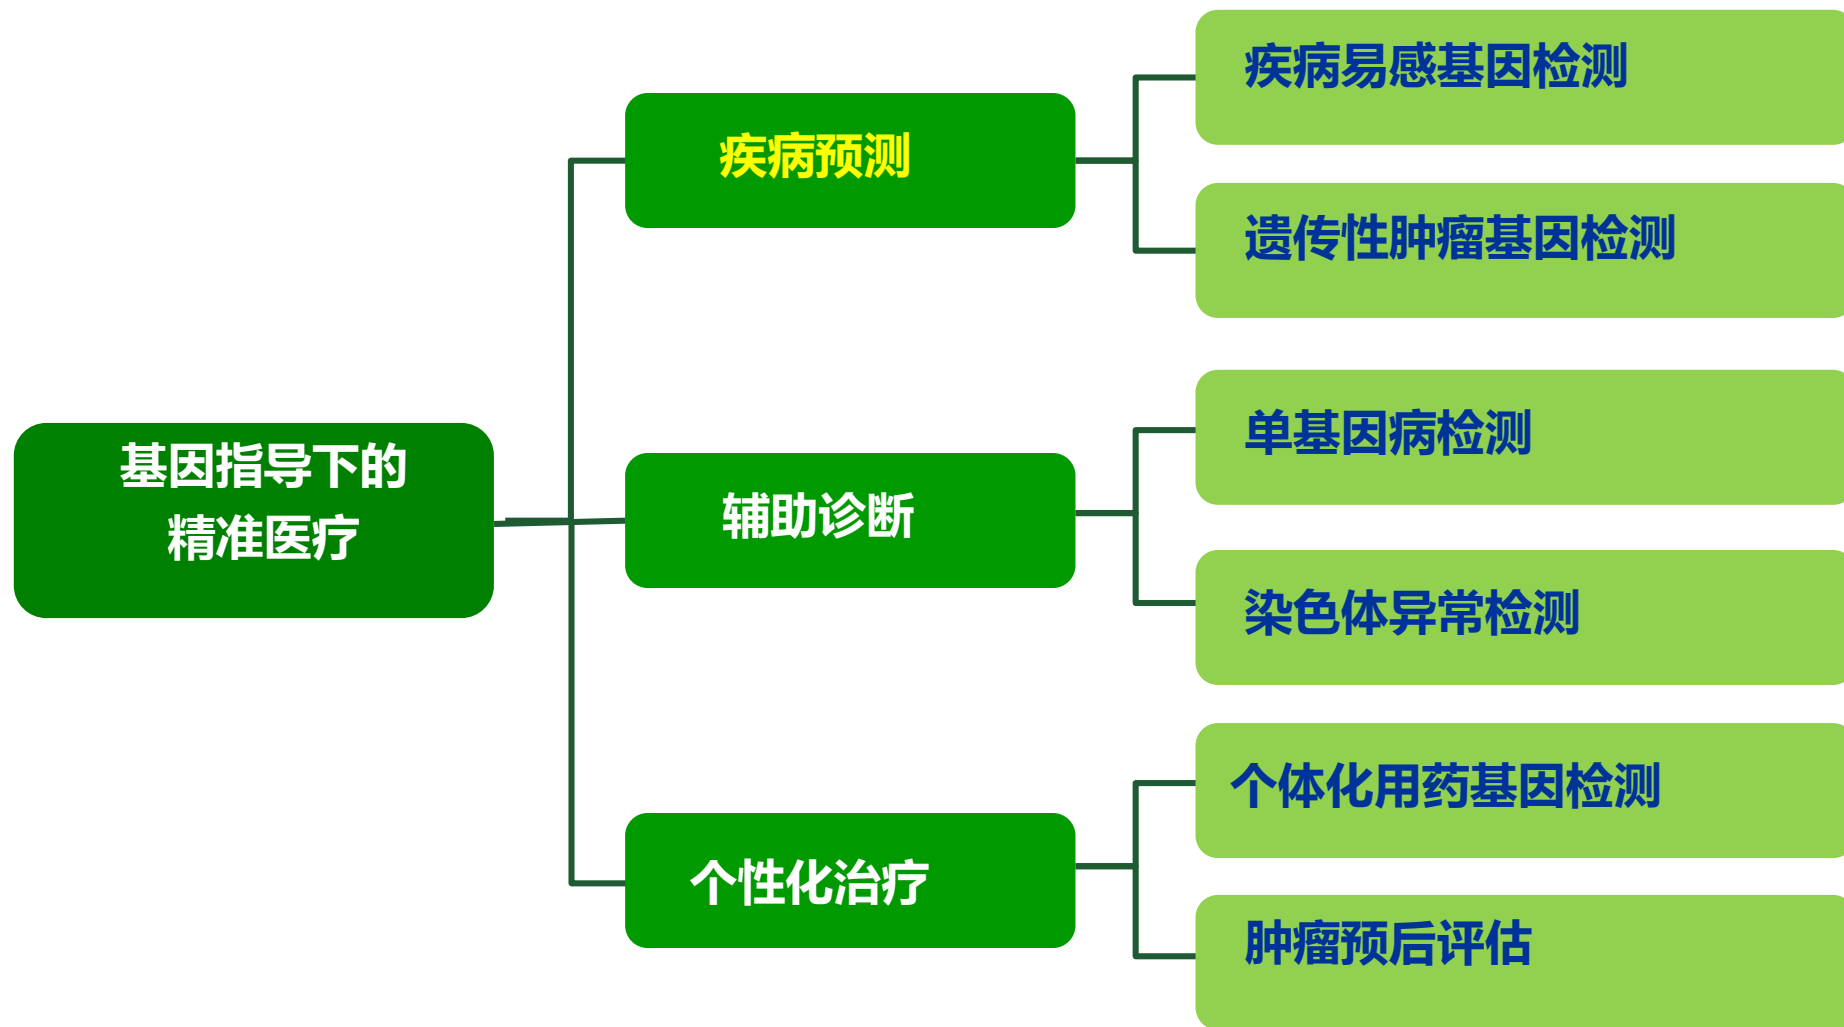 基因指导下的
精准医疗
疾病预测
疾病易感基因检测
遗传性肿瘤基因检测
辅助诊断
单基因病检测
染色体异常检测
个性化治疗
个体化用药基因检测
肿瘤预后评估